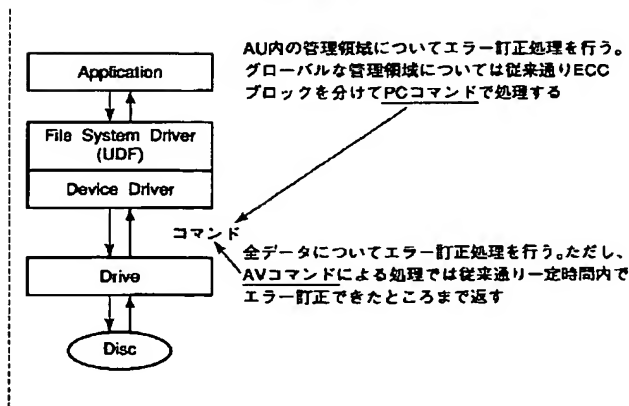 AU内の管理領域についてエラー訂正処理を行う。
グローバルな管理領域については従来通りECC
ブロックを分けてPCコマンドで処理する
Application
File System Driver
(UDF)
Device Driver
コマンド
全データについてエラー訂正処理を行う。ただし、
AVコマンドによる処理では従来通り一定時間内で
エラー訂正できたところまで返す
Drive
Disc